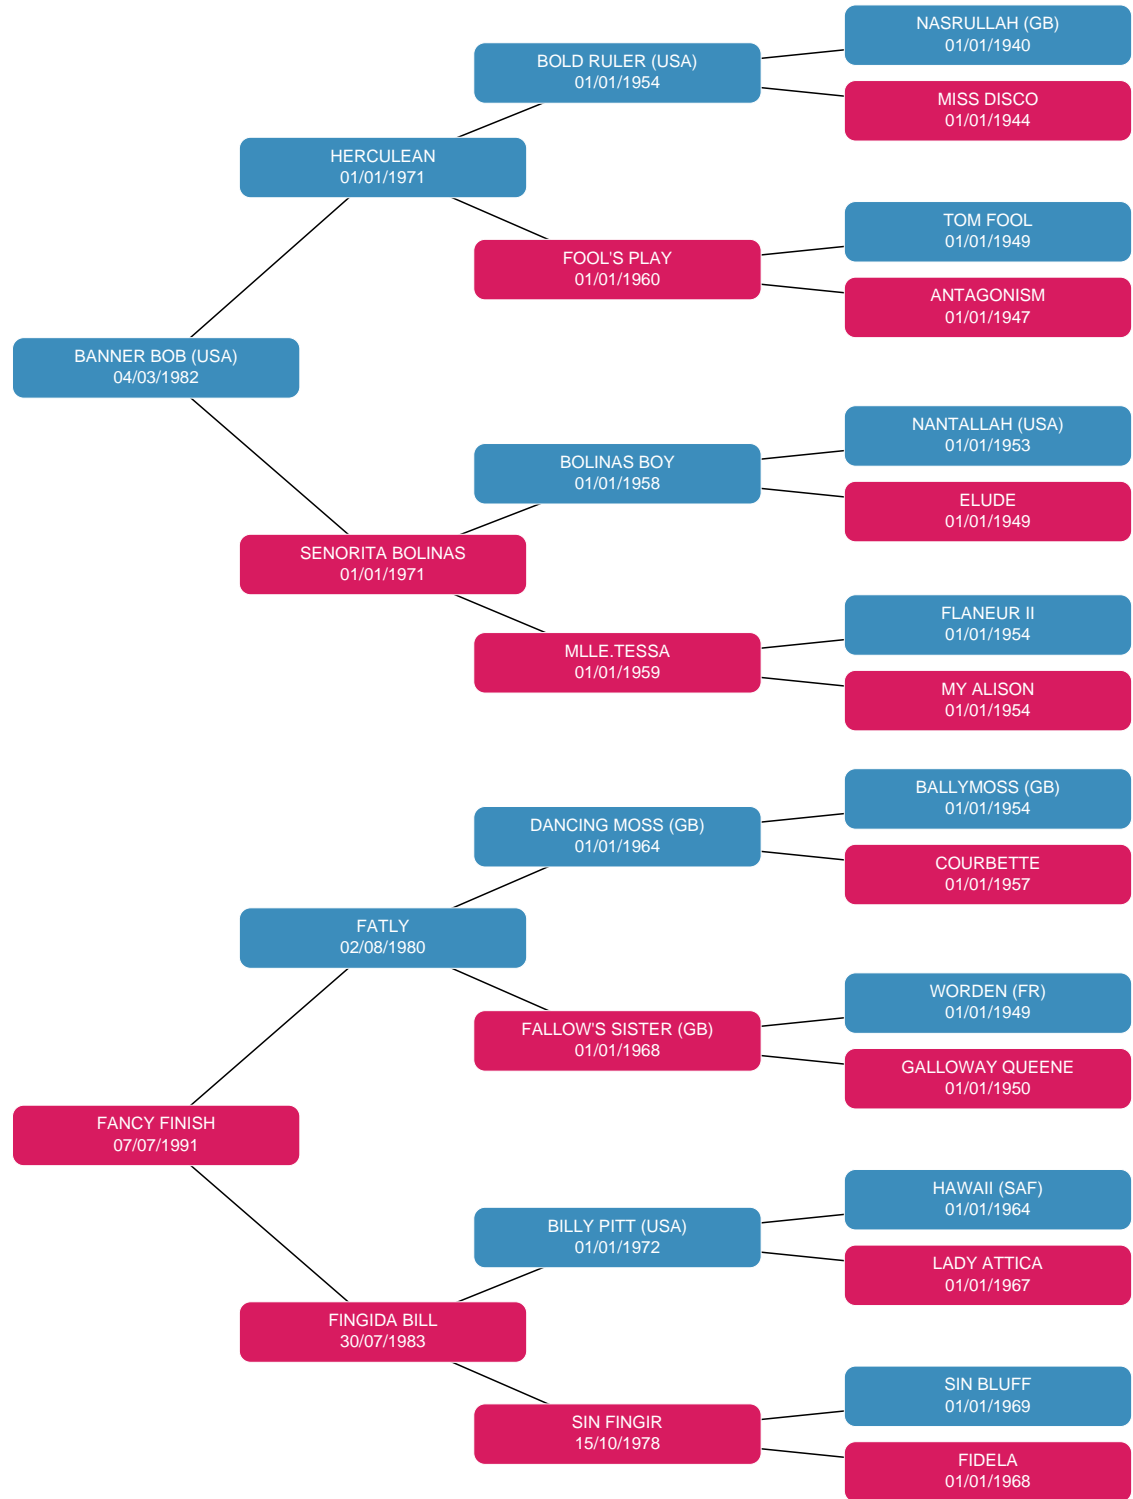 NASRULLAH (GB)
01/01/1940
BOLD RULER (USA)
01/01/1954
MISS DISCO
01/01/1944
HERCULEAN
01/01/1971
TOM FOOL
01/01/1949
FOOL'S PLAY
01/01/1960
ANTAGONISM
01/01/1947
BANNER BOB (USA)
04/03/1982
NANTALLAH (USA)
01/01/1953
BOLINAS BOY
01/01/1958
ELUDE
01/01/1949
SENORITA BOLINAS
01/01/1971
FLANEUR II
01/01/1954
MLLE.TESSA
01/01/1959
MY ALISON
01/01/1954
BALLYMOSS (GB)
01/01/1954
DANCING MOSS (GB)
01/01/1964
COURBETTE
01/01/1957
FATLY
02/08/1980
WORDEN (FR)
01/01/1949
FALLOW'S SISTER (GB)
01/01/1968
GALLOWAY QUEENE
01/01/1950
FANCY FINISH
07/07/1991
HAWAII (SAF)
01/01/1964
BILLY PITT (USA)
01/01/1972
LADY ATTICA
01/01/1967
FINGIDA BILL
30/07/1983
SIN BLUFF
01/01/1969
SIN FINGIR
15/10/1978
FIDELA
01/01/1968